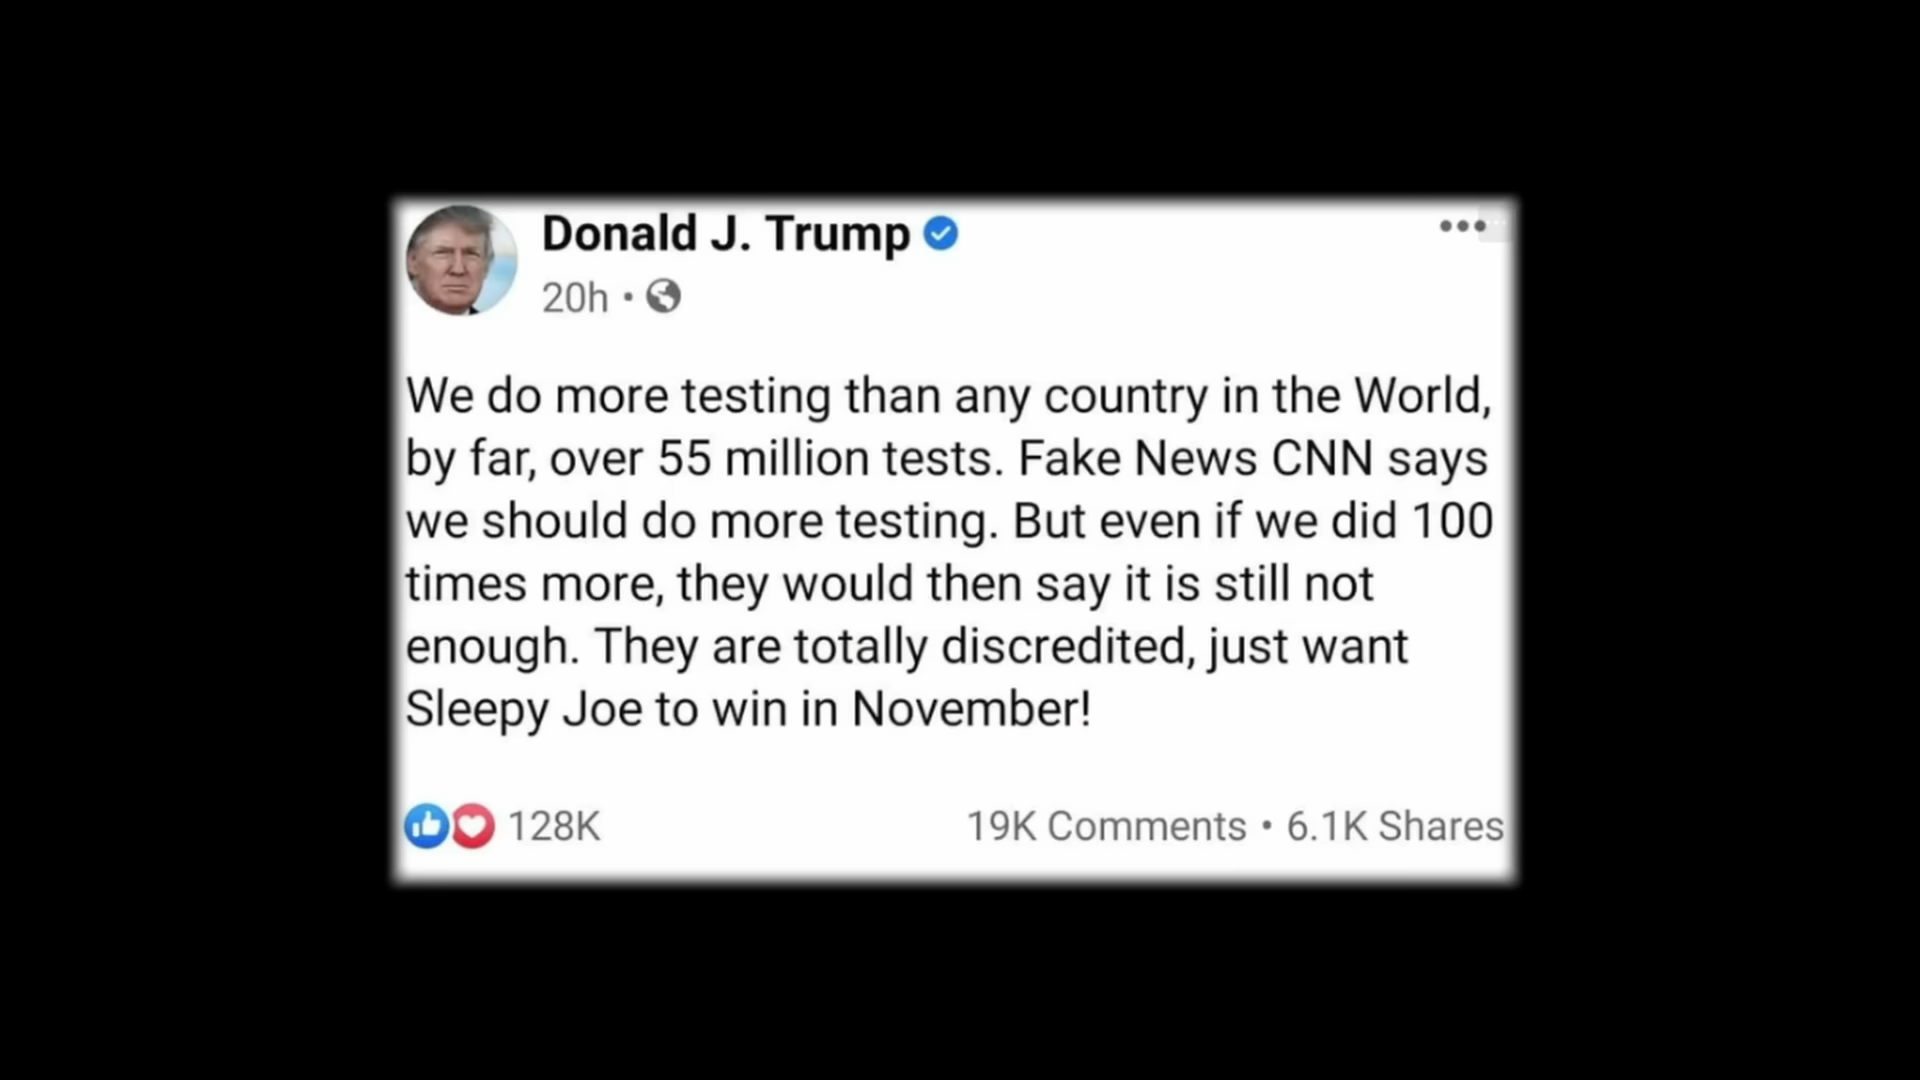 Donald J. Trump
20h •
We do more testing than any country in the World,
by far, over 55 million tests. Fake News CNN says
we should do more testing. But even if we did 100
times more, they would then say it is still not
enough. They are totally discredited, just want
Sleepy Joe to win in November!
128K
19K Comments • 6.1K Shares